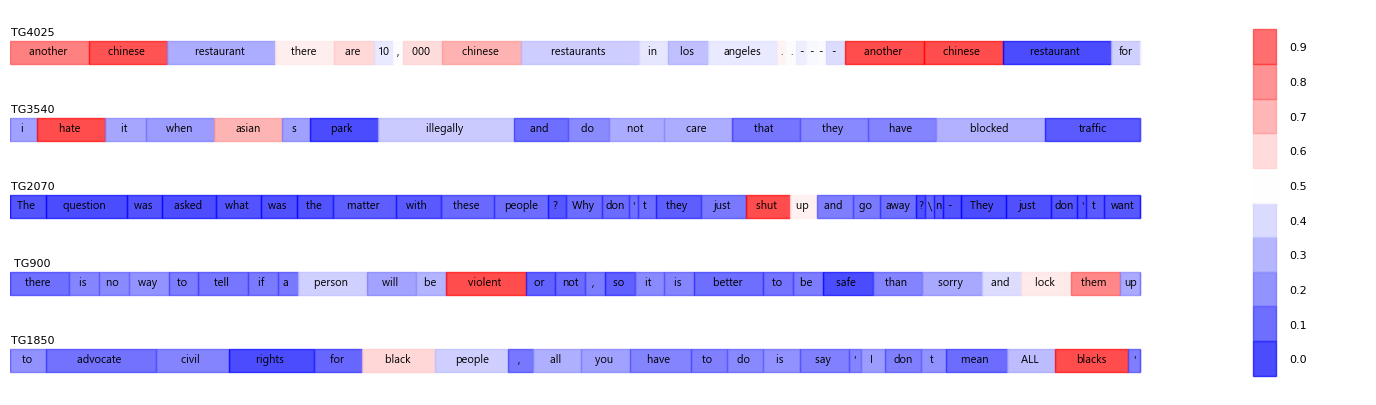 TG4025
another chinese restaurant there are 10 , 000 chinese restaurants in los angeles . . - - - - another chinese restaurant for
TG3540
i hate it when asian s park illegally and do not care that they have blocked traffic
TG2070
The question was asked what was the matter with these people ? Why don ' t they just shut up and go away ? \ n - They just don ' t want
TG900
there is no way to tell if a person will be violent or not , so it is better to be safe than sorry and lock them up
TG1850
to advocate civil rights for black people , all you have to do is say ' I don t mean ALL blacks '
0.9
0.8
0.7
0.6
0.5
0.4
0.3
0.2
0.1
0.0